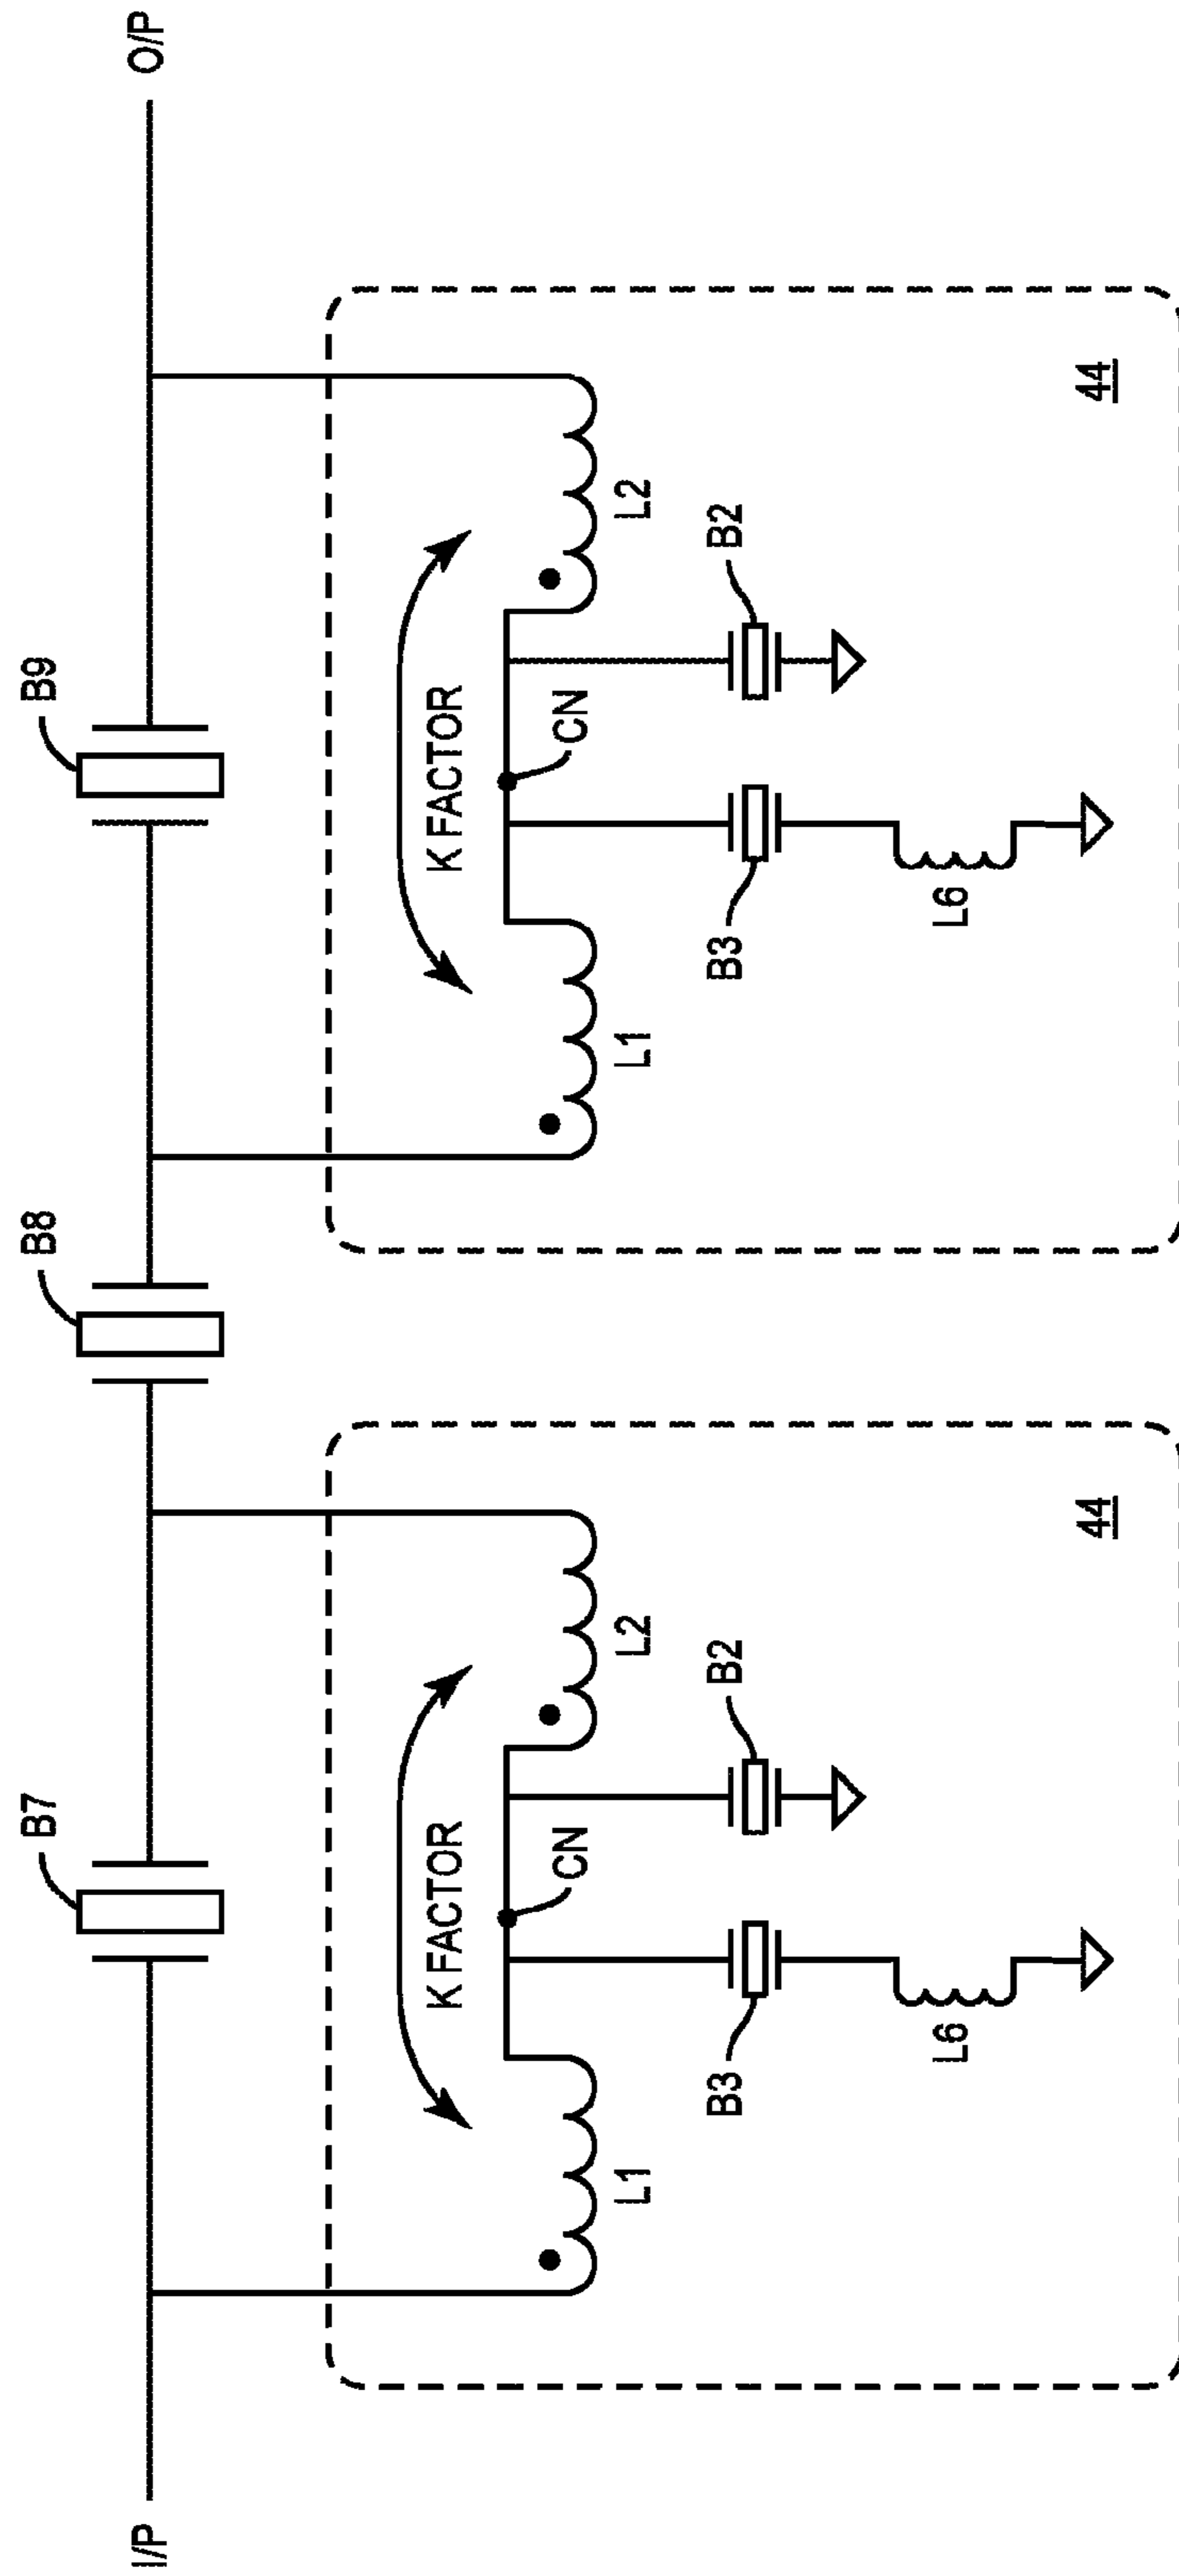 B7
B8
B9
I/P
O/P
K FACTOR
L1
CN
L2
B3
B2
L6
44
K FACTOR
L1
CN
L2
B3
B2
L6
44